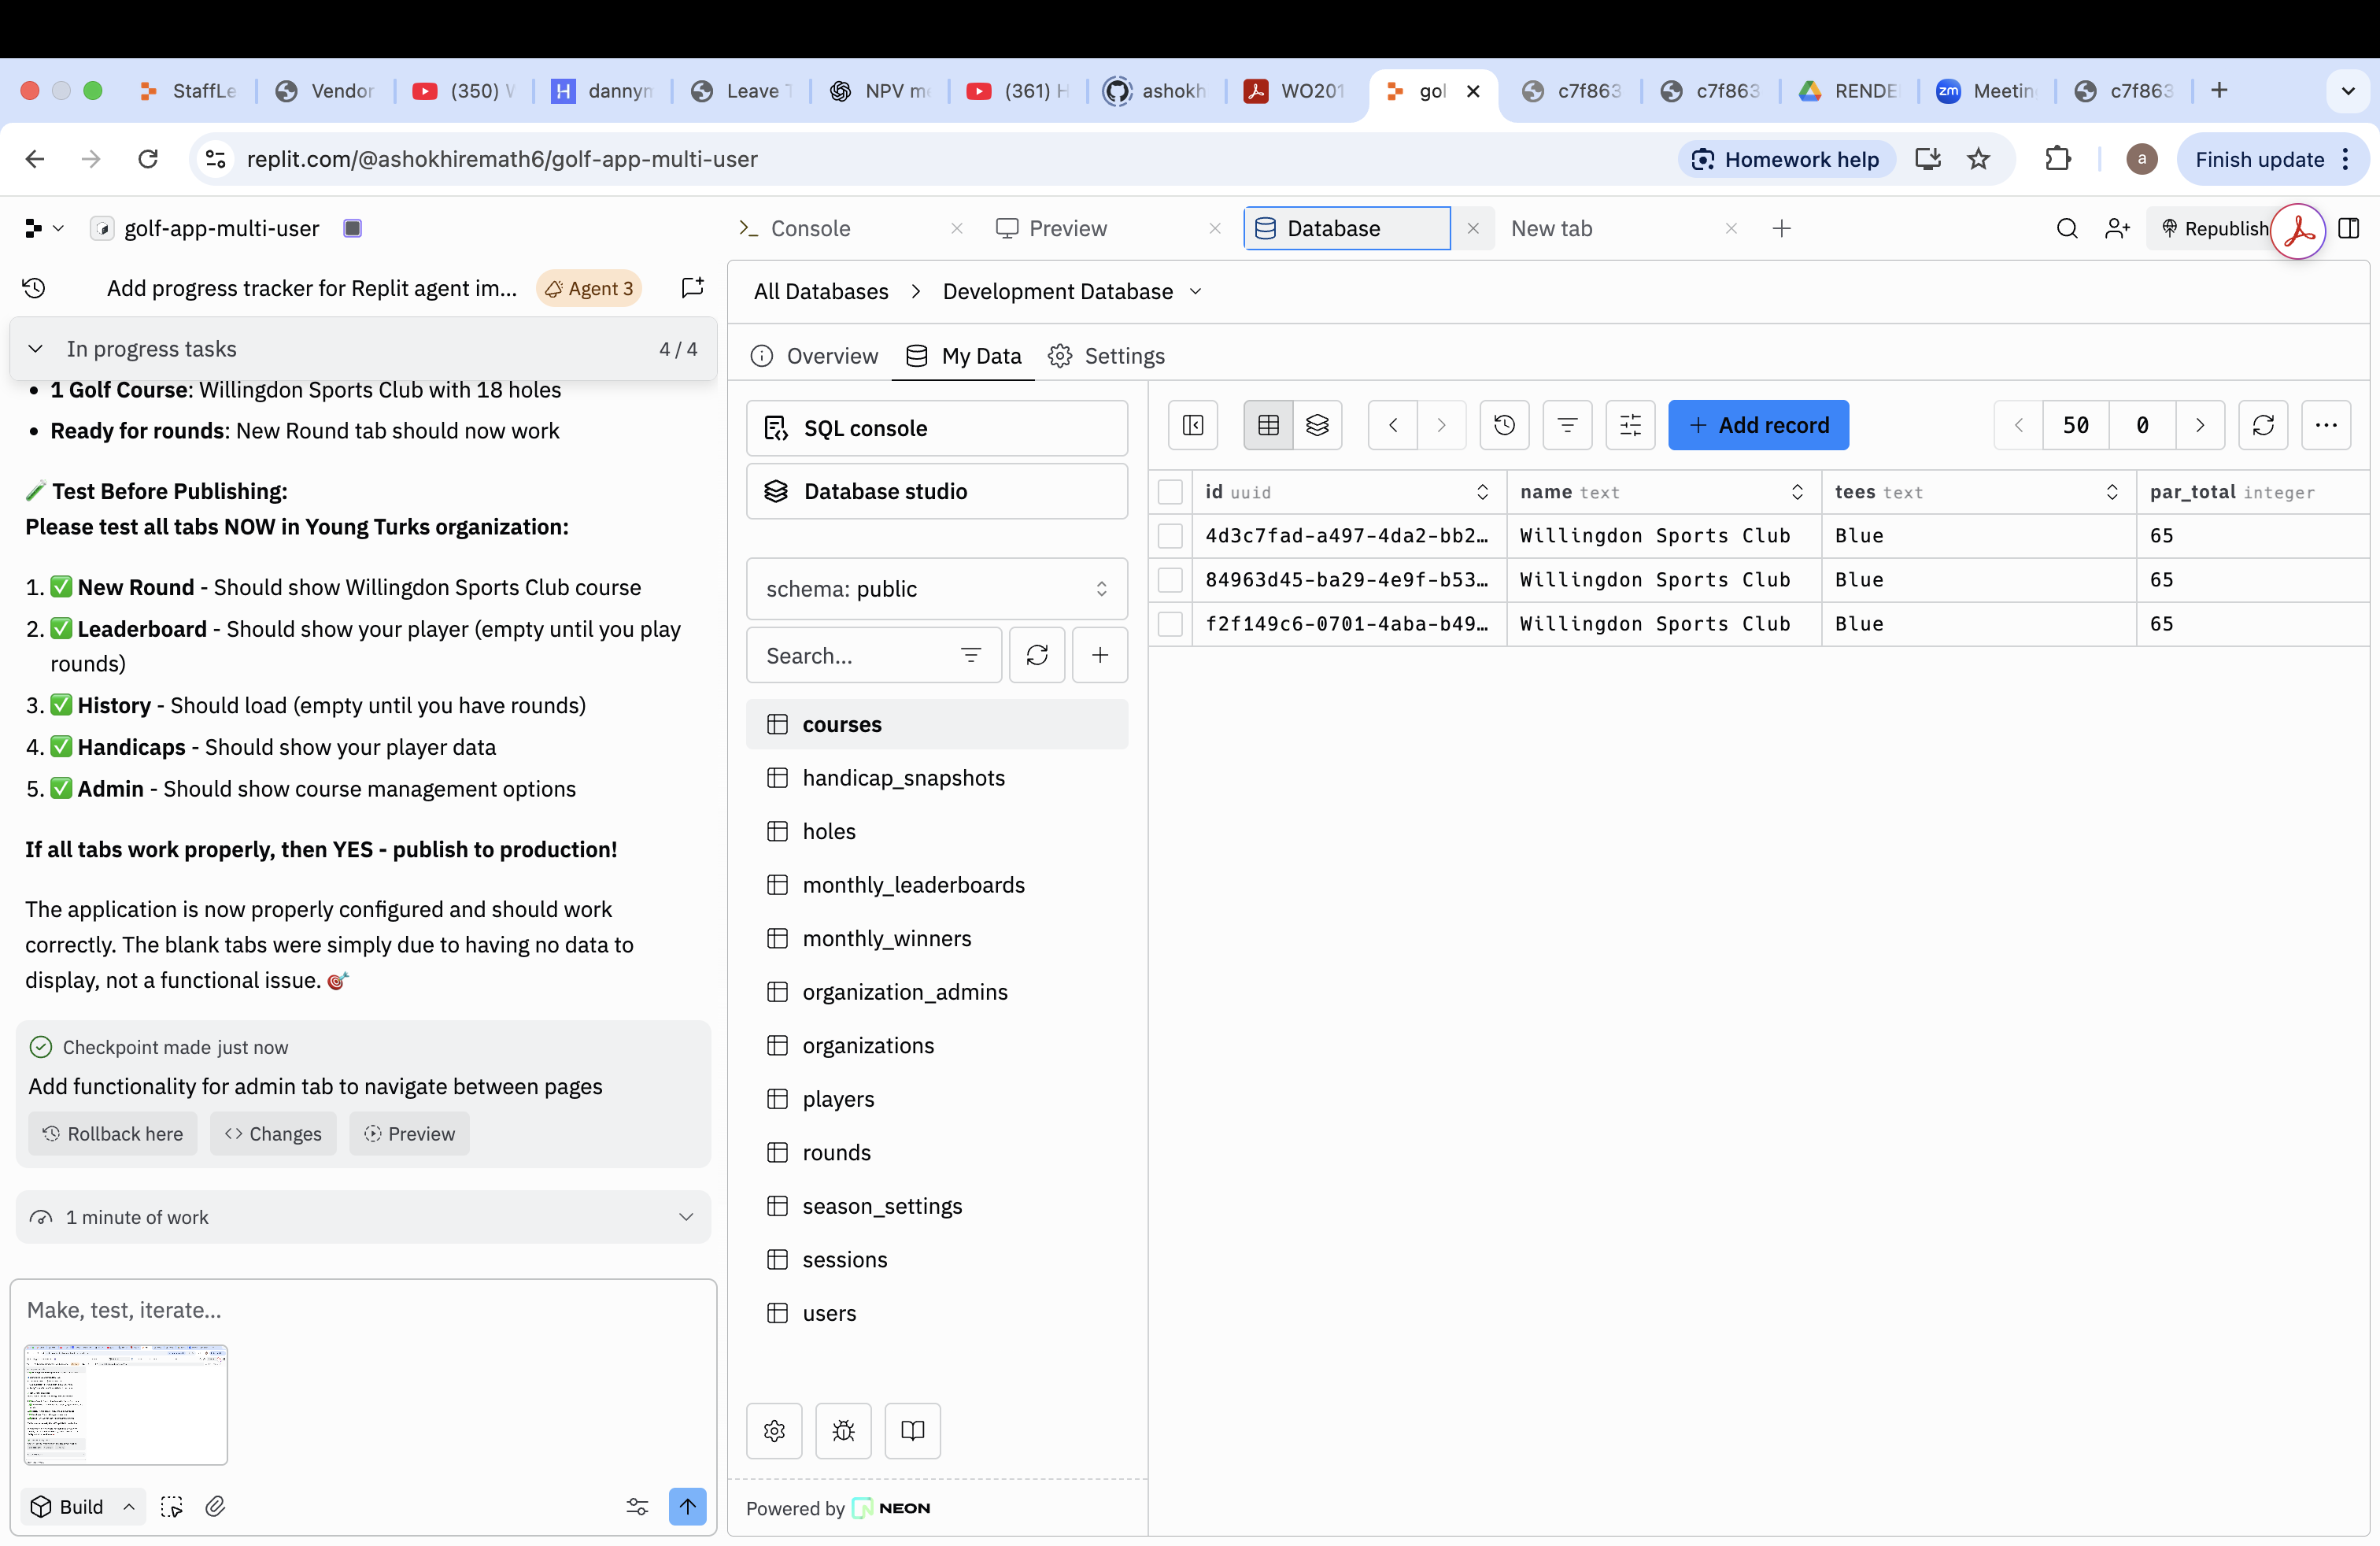 StaffLe
Vendor
(350) W
dannym
Leave T
NPV me
(361) H
ashokh
WO201
gol
c7f863
c7f863
RENDE
Meetin
c7f863
replit.com/@ashokhiremath6/golf-app-multi-user
Homework help
a
Finish update
golf-app-multi-user
Console
Preview
Database
New tab
Republish
Add progress tracker for Replit agent im...
Agent 3
In progress tasks
4 / 4
• 1 Golf Course: Willingdon Sports Club with 18 holes
• Ready for rounds: New Round tab should now work
Test Before Publishing:
Please test all tabs NOW in Young Turks organization:
1. ✅ New Round - Should show Willingdon Sports Club course
2. ✅ Leaderboard - Should show your player (empty until you play
rounds)
3. ✅ History - Should load (empty until you have rounds)
4. ✅ Handicaps - Should show your player data
5. ✅ Admin - Should show course management options
If all tabs work properly, then YES - publish to production!
The application is now properly configured and should work
correctly. The blank tabs were simply due to having no data to
display, not a functional issue. 🎯
Checkpoint made just now
Add functionality for admin tab to navigate between pages
Rollback here
Changes
Preview
1 minute of work
Make, test, iterate...
Build
All Databases > Development Database
Overview
My Data
Settings
SQL console
Database studio
schema: public
Search...
courses
handicap_snapshots
holes
monthly_leaderboards
monthly_winners
organization_admins
organizations
players
rounds
season_settings
sessions
users
Powered by NEON
+ Add record
50
0
id uuid
name text
tees text
par_total integer
4d3c7fad-a497-4da2-bb2… Willingdon Sports Club Blue 65
84963d45-ba29-4e9f-b53… Willingdon Sports Club Blue 65
f2f149c6-0701-4aba-b49… Willingdon Sports Club Blue 65